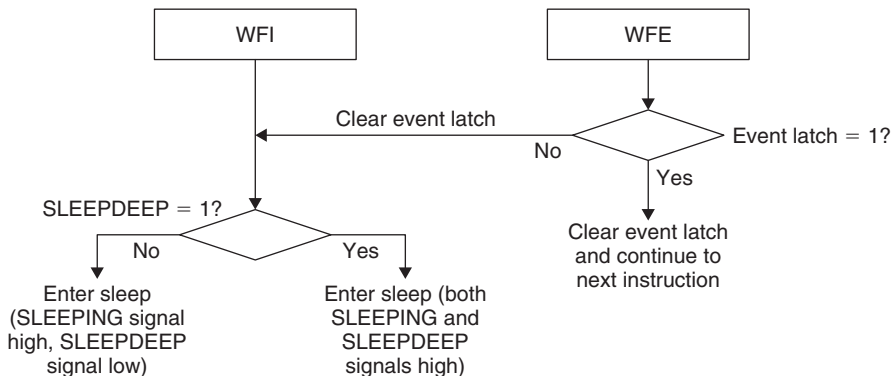 WFI
WFE
Clear event latch
Event latch = 1?
No
Yes
SLEEPDEEP = 1?
No
Yes
Clear event latch
and continue to
next instruction
Enter sleep
(SLEEPING signal
high, SLEEPDEEP
signal low)
Enter sleep (both
SLEEPING and
SLEEPDEEP
signals high)